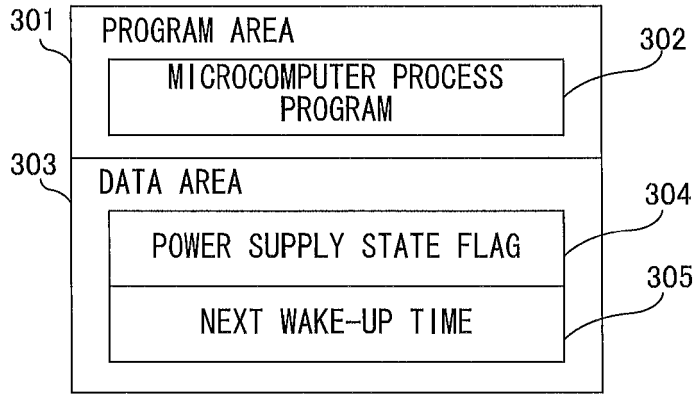 301
PROGRAM AREA
302
MICROCOMPUTER PROCESS
PROGRAM
303
DATA AREA
304
POWER SUPPLY STATE FLAG
305
NEXT WAKE-UP TIME